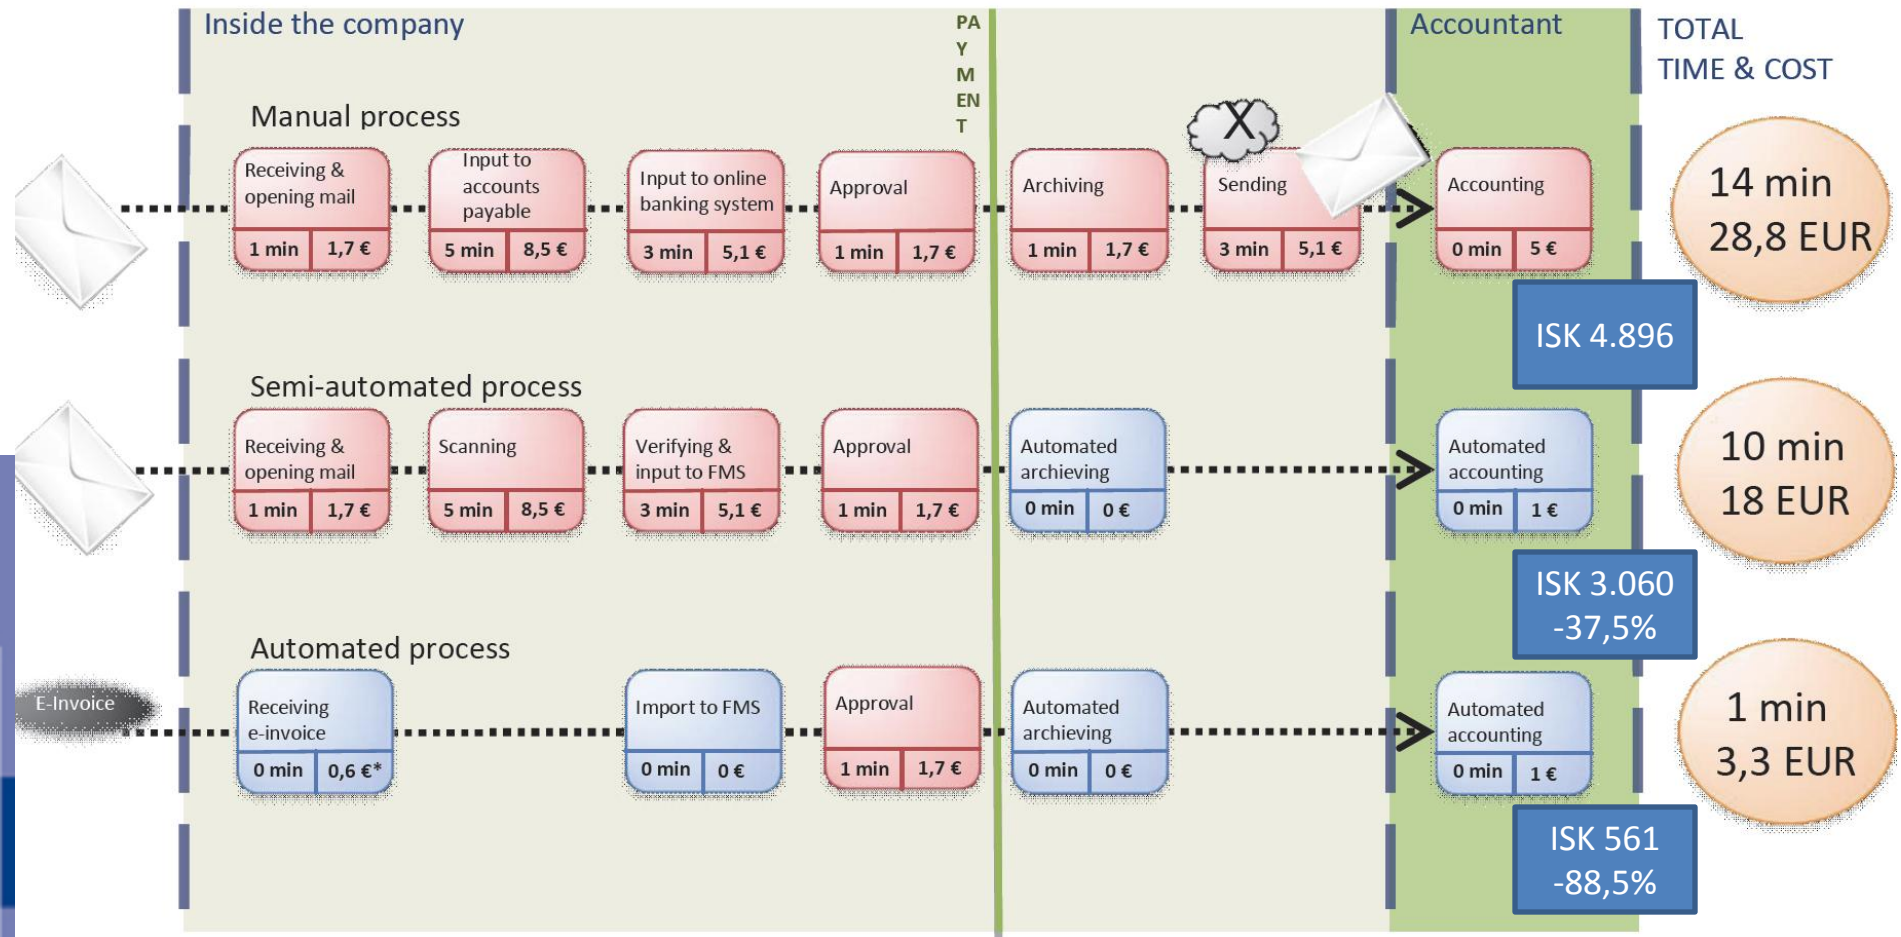 Inside the company
PA
Y
M
EN
T
Accountant
TOTAL
TIME & COST
Manual process
X
Receiving &
opening mail
1 min 1,7 €
Input to
accounts
payable
5 min 8,5 €
Input to online
banking system
3 min 5,1 €
Approval
1 min 1,7 €
Archiving
1 min 1,7 €
Sending
3 min 5,1 €
Accounting
0 min 5 €
14 min
28,8 EUR
ISK 4.896
Semi-automated process
Receiving &
opening mail
1 min 1,7 €
Scanning
5 min 8,5 €
Verifying &
input to FMS
3 min 5,1 €
Approval
1 min 1,7 €
Automated
archieving
0 min 0 €
Automated
accounting
0 min 1 €
10 min
18 EUR
ISK 3.060
-37,5%
Automated process
E-Invoice
Receiving
e-invoice
0 min 0,6 €*
Import to FMS
0 min 0 €
Approval
1 min 1,7 €
Automated
archieving
0 min 0 €
Automated
accounting
0 min 1 €
1 min
3,3 EUR
ISK 561
-88,5%